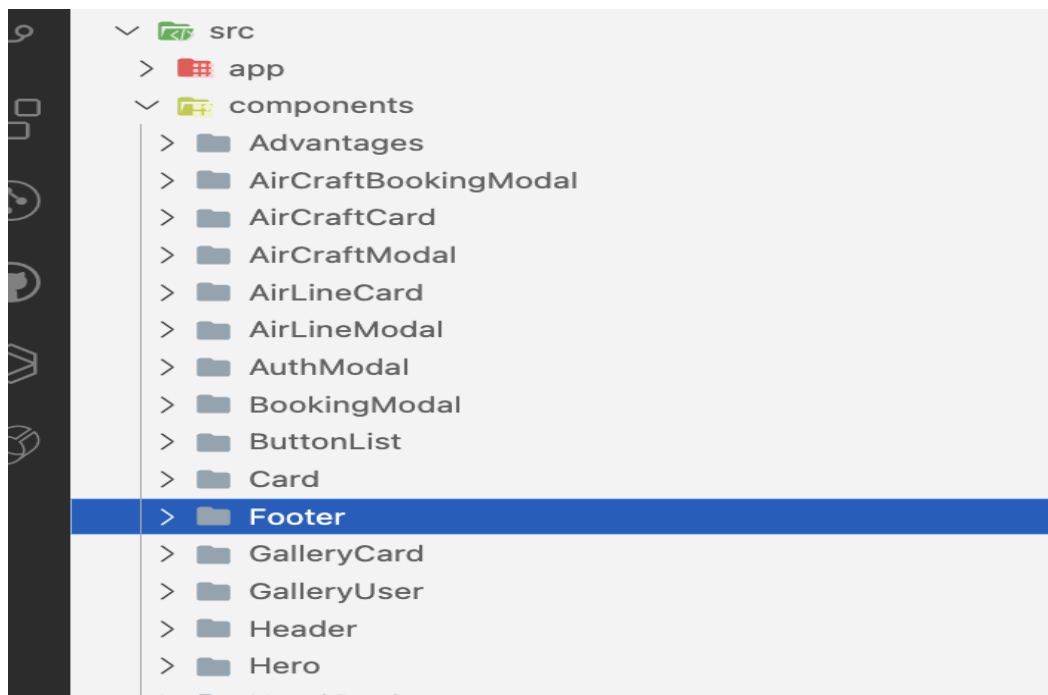 src
app
components
Advantages
AirCraftBookingModal
AirCraftCard
AirCraftModal
AirLineCard
AirLineModal
AuthModal
BookingModal
ButtonList
Card
Footer
GalleryCard
GalleryUser
Header
Hero